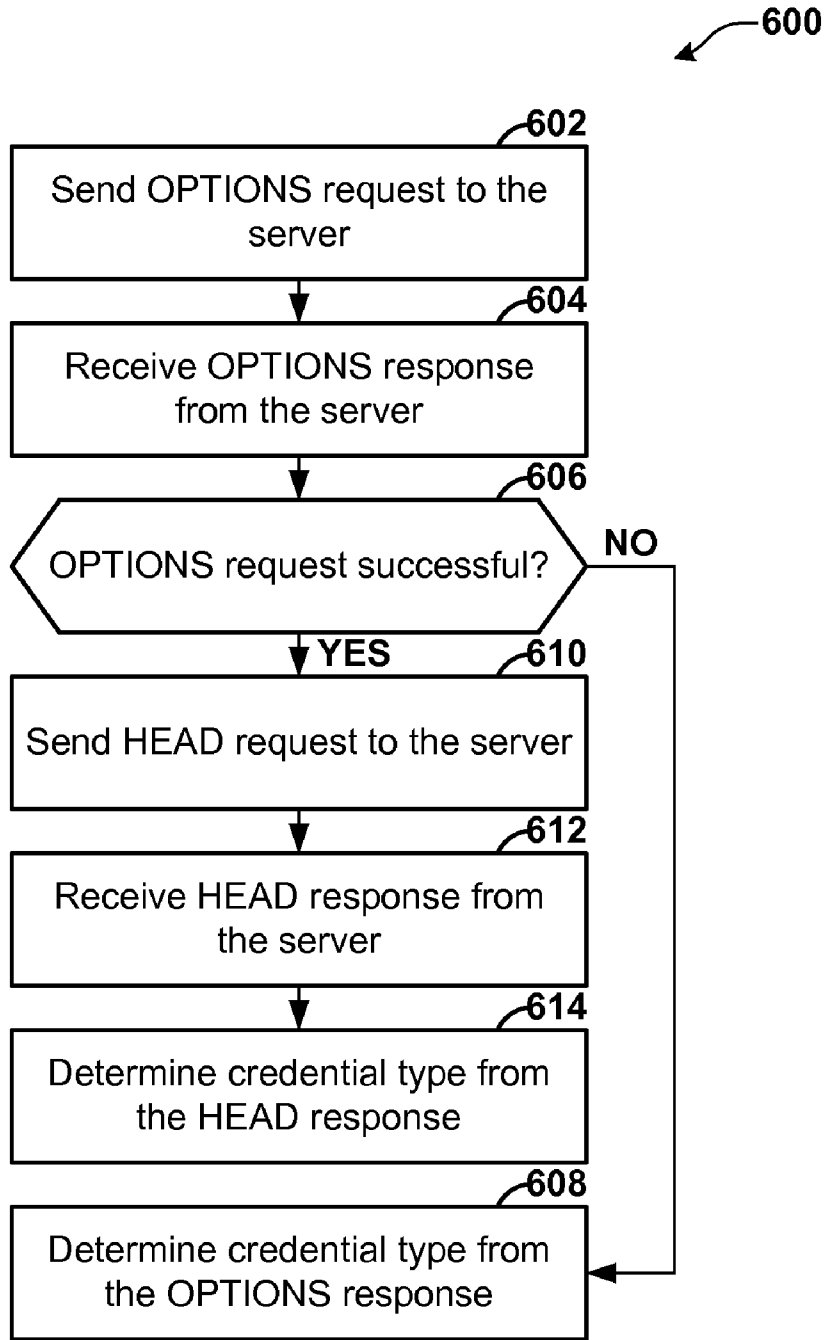 600
602
Send OPTIONS request to the
server
604
Receive OPTIONS response
from the server
606
OPTIONS request successful?
NO
YES
610
Send HEAD request to the server
612
Receive HEAD response from
the server
614
Determine credential type from
the HEAD response
608
Determine credential type from
the OPTIONS response